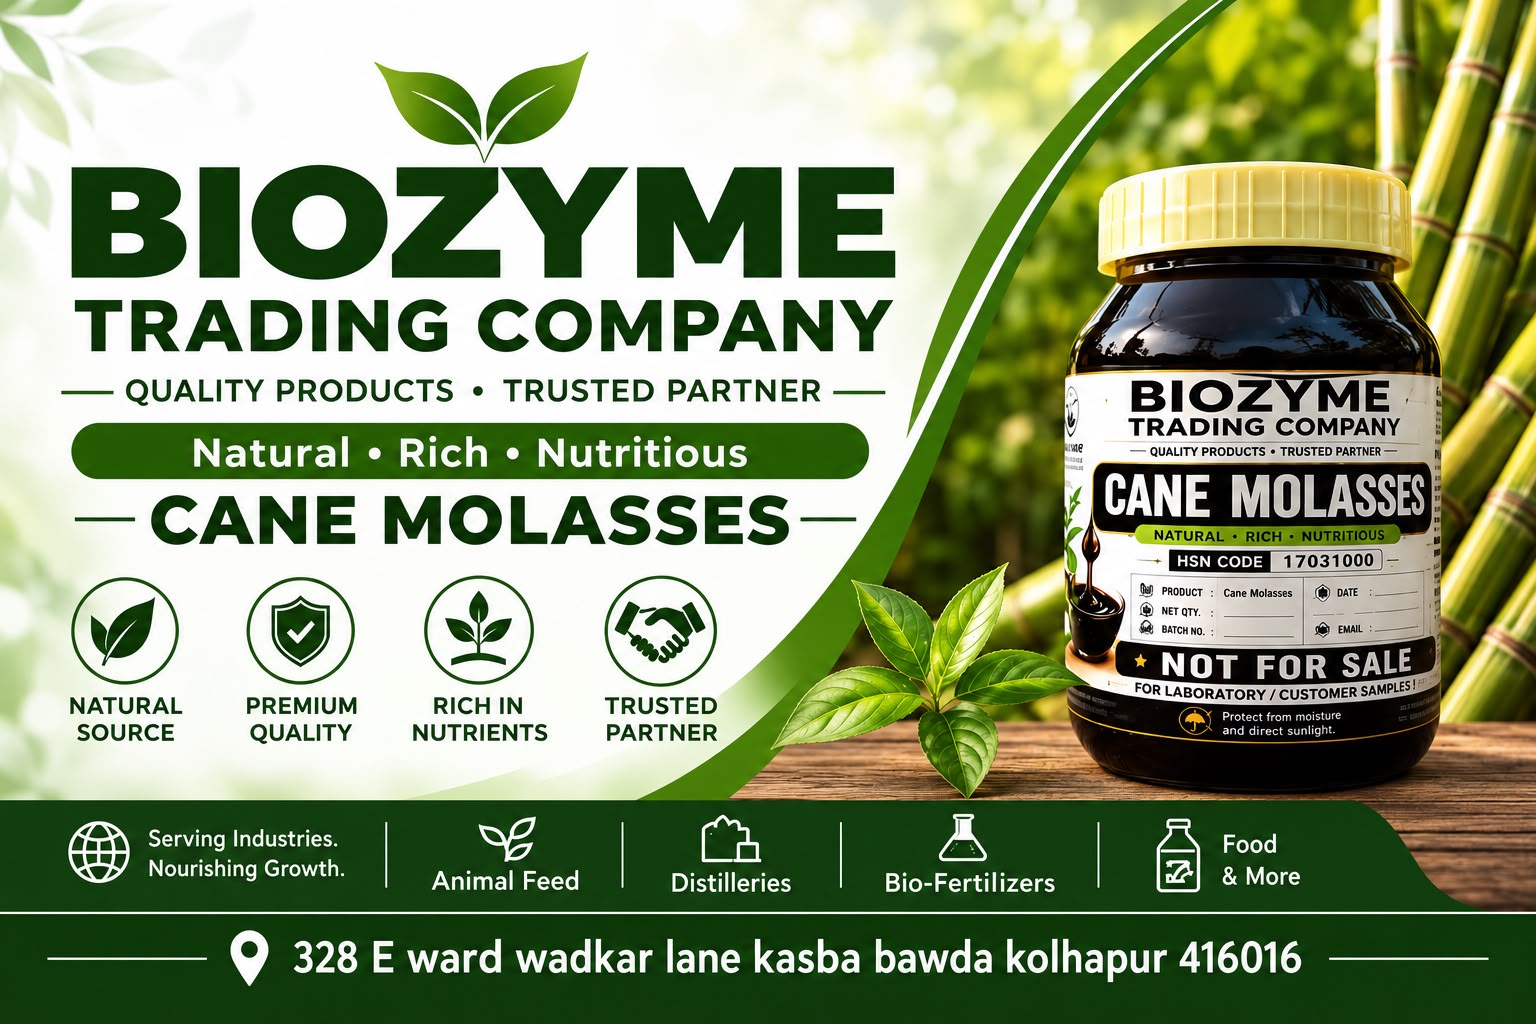 BIOZYME
TRADING COMPANY
QUALITY PRODUCTS • TRUSTED PARTNER
Natural • Rich • Nutritious
CANE MOLASSES
NATURAL SOURCE
PREMIUM QUALITY
RICH IN NUTRIENTS
TRUSTED PARTNER
BIOZYME
TRADING COMPANY
QUALITY PRODUCTS • TRUSTED PARTNER
CANE MOLASSES
NATURAL • RICH • NUTRITIOUS
HSN CODE 17031000
PRODUCT : Cane Molasses
DATE :
NET QTY. :
BATCH NO. :
EMAIL :
NOT FOR SALE
FOR LABORATORY / CUSTOMER SAMPLES !
Protect from moisture
and direct sunlight.
Serving Industries.
Nourishing Growth.
Animal Feed
Distilleries
Bio-Fertilizers
Food
& More
328 E ward wadkar lane kasba bawda kolhapur 416016